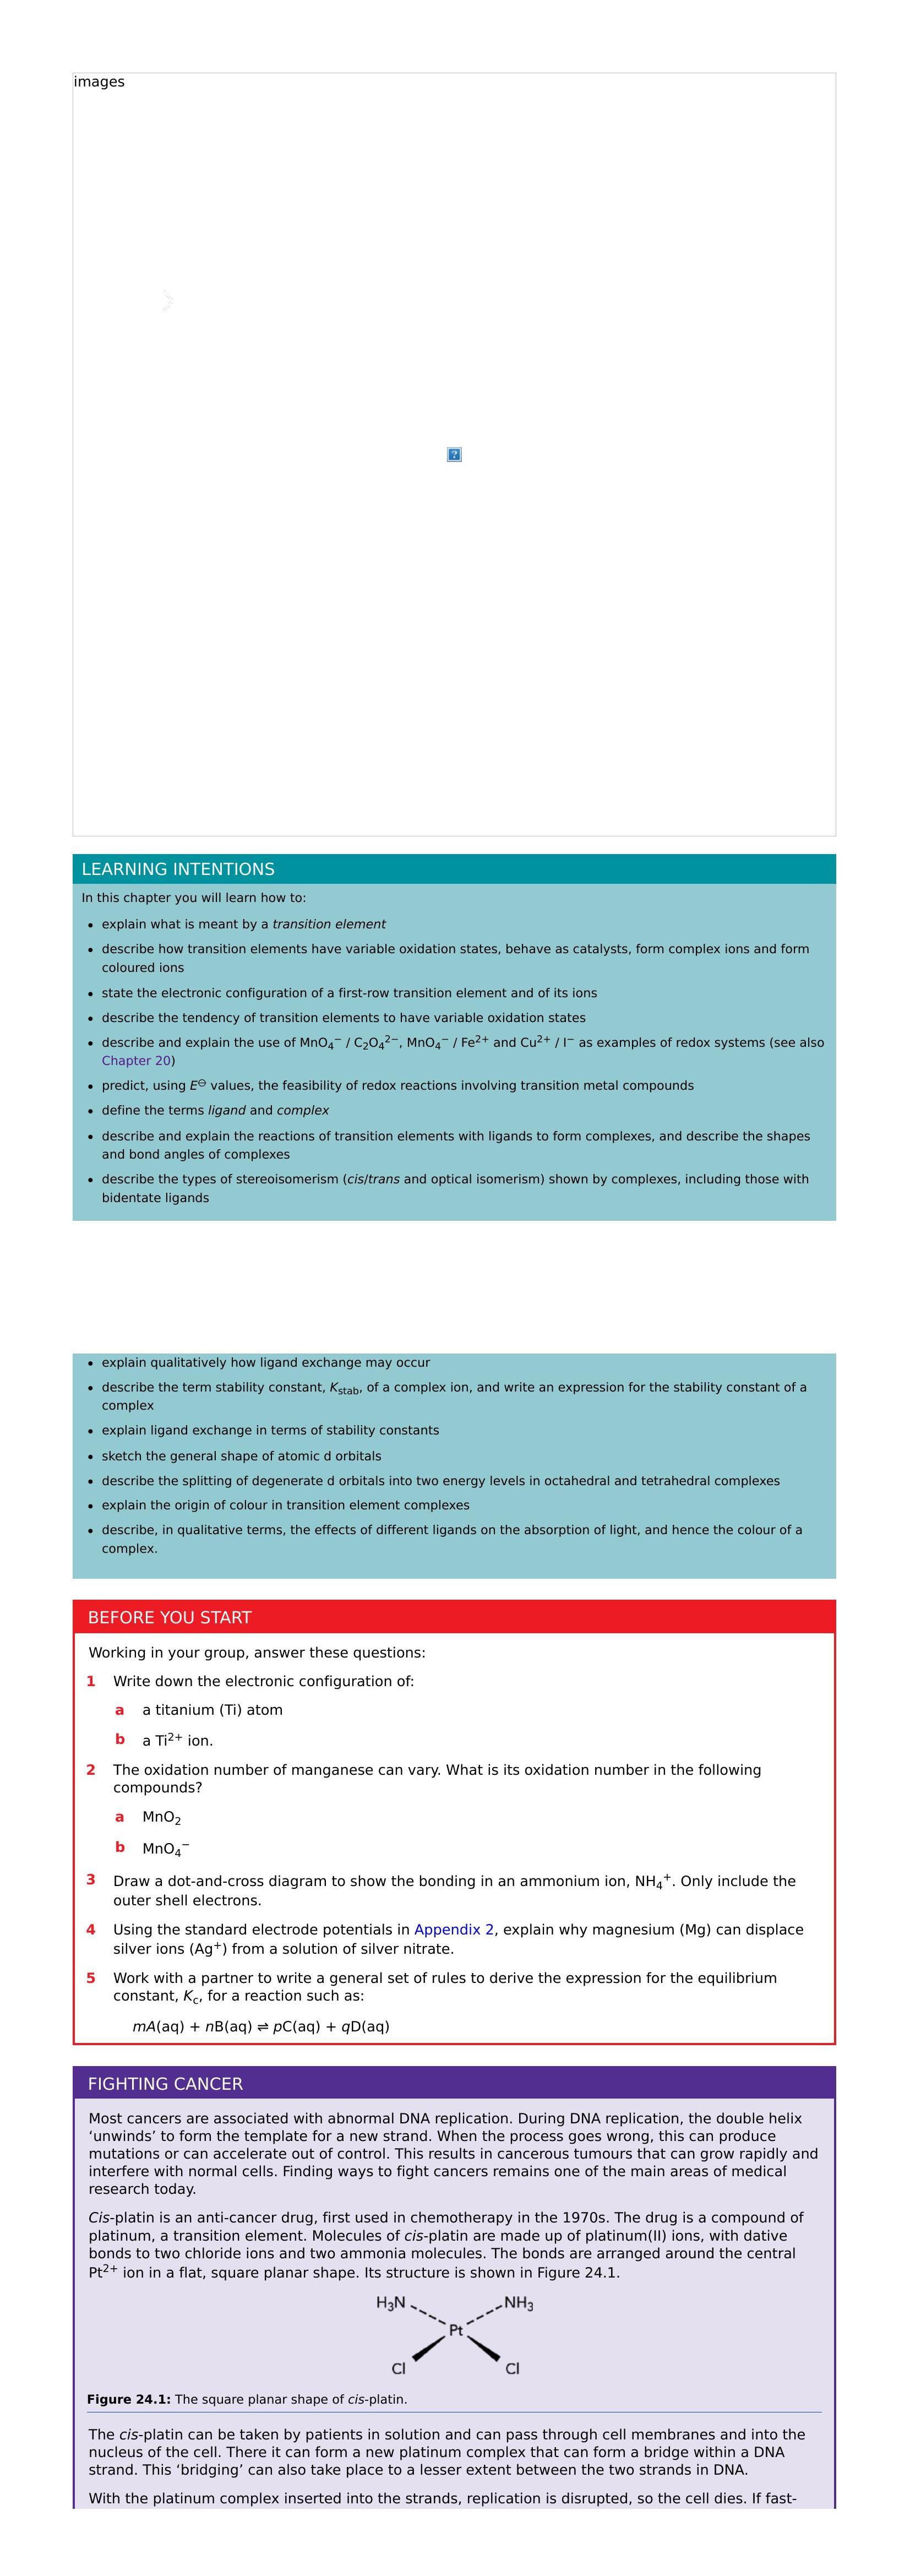 images
LEARNING INTENTIONS
In this chapter you will learn how to:
• explain what is meant by a transition element
• describe how transition elements have variable oxidation states, behave as catalysts, form complex ions and form
coloured ions
• state the electronic configuration of a first-row transition element and of its ions
• describe the tendency of transition elements to have variable oxidation states
• describe and explain the use of MnO₄⁻ / C₂O₄²⁻, MnO₄⁻ / Fe²⁺ and Cu²⁺ / I⁻ as examples of redox systems (see also
Chapter 20)
• predict, using E⊖ values, the feasibility of redox reactions involving transition metal compounds
• define the terms ligand and complex
• describe and explain the reactions of transition elements with ligands to form complexes, and describe the shapes
and bond angles of complexes
• describe the types of stereoisomerism (cis/trans and optical isomerism) shown by complexes, including those with
bidentate ligands
• explain qualitatively how ligand exchange may occur
• describe the term stability constant, Kstab, of a complex ion, and write an expression for the stability constant of a
complex
• explain ligand exchange in terms of stability constants
• sketch the general shape of atomic d orbitals
• describe the splitting of degenerate d orbitals into two energy levels in octahedral and tetrahedral complexes
• explain the origin of colour in transition element complexes
• describe, in qualitative terms, the effects of different ligands on the absorption of light, and hence the colour of a
complex.
BEFORE YOU START
Working in your group, answer these questions:
1 Write down the electronic configuration of:
a a titanium (Ti) atom
b a Ti²⁺ ion.
2 The oxidation number of manganese can vary. What is its oxidation number in the following
compounds?
a MnO₂
b MnO₄⁻
3 Draw a dot-and-cross diagram to show the bonding in an ammonium ion, NH₄⁺. Only include the
outer shell electrons.
4 Using the standard electrode potentials in Appendix 2, explain why magnesium (Mg) can displace
silver ions (Ag⁺) from a solution of silver nitrate.
5 Work with a partner to write a general set of rules to derive the expression for the equilibrium
constant, Kc, for a reaction such as:
mA(aq) + nB(aq) ⇌ pC(aq) + qD(aq)
FIGHTING CANCER
Most cancers are associated with abnormal DNA replication. During DNA replication, the double helix
‘unwinds’ to form the template for a new strand. When the process goes wrong, this can produce
mutations or can accelerate out of control. This results in cancerous tumours that can grow rapidly and
interfere with normal cells. Finding ways to fight cancers remains one of the main areas of medical
research today.
Cis-platin is an anti-cancer drug, first used in chemotherapy in the 1970s. The drug is a compound of
platinum, a transition element. Molecules of cis-platin are made up of platinum(II) ions, with dative
bonds to two chloride ions and two ammonia molecules. The bonds are arranged around the central
Pt²⁺ ion in a flat, square planar shape. Its structure is shown in Figure 24.1.
H₃N NH₃
Pt
Cl Cl
Figure 24.1: The square planar shape of cis-platin.
The cis-platin can be taken by patients in solution and can pass through cell membranes and into the
nucleus of the cell. There it can form a new platinum complex that can form a bridge within a DNA
strand. This ‘bridging’ can also take place to a lesser extent between the two strands in DNA.
With the platinum complex inserted into the strands, replication is disrupted, so the cell dies. If fast-